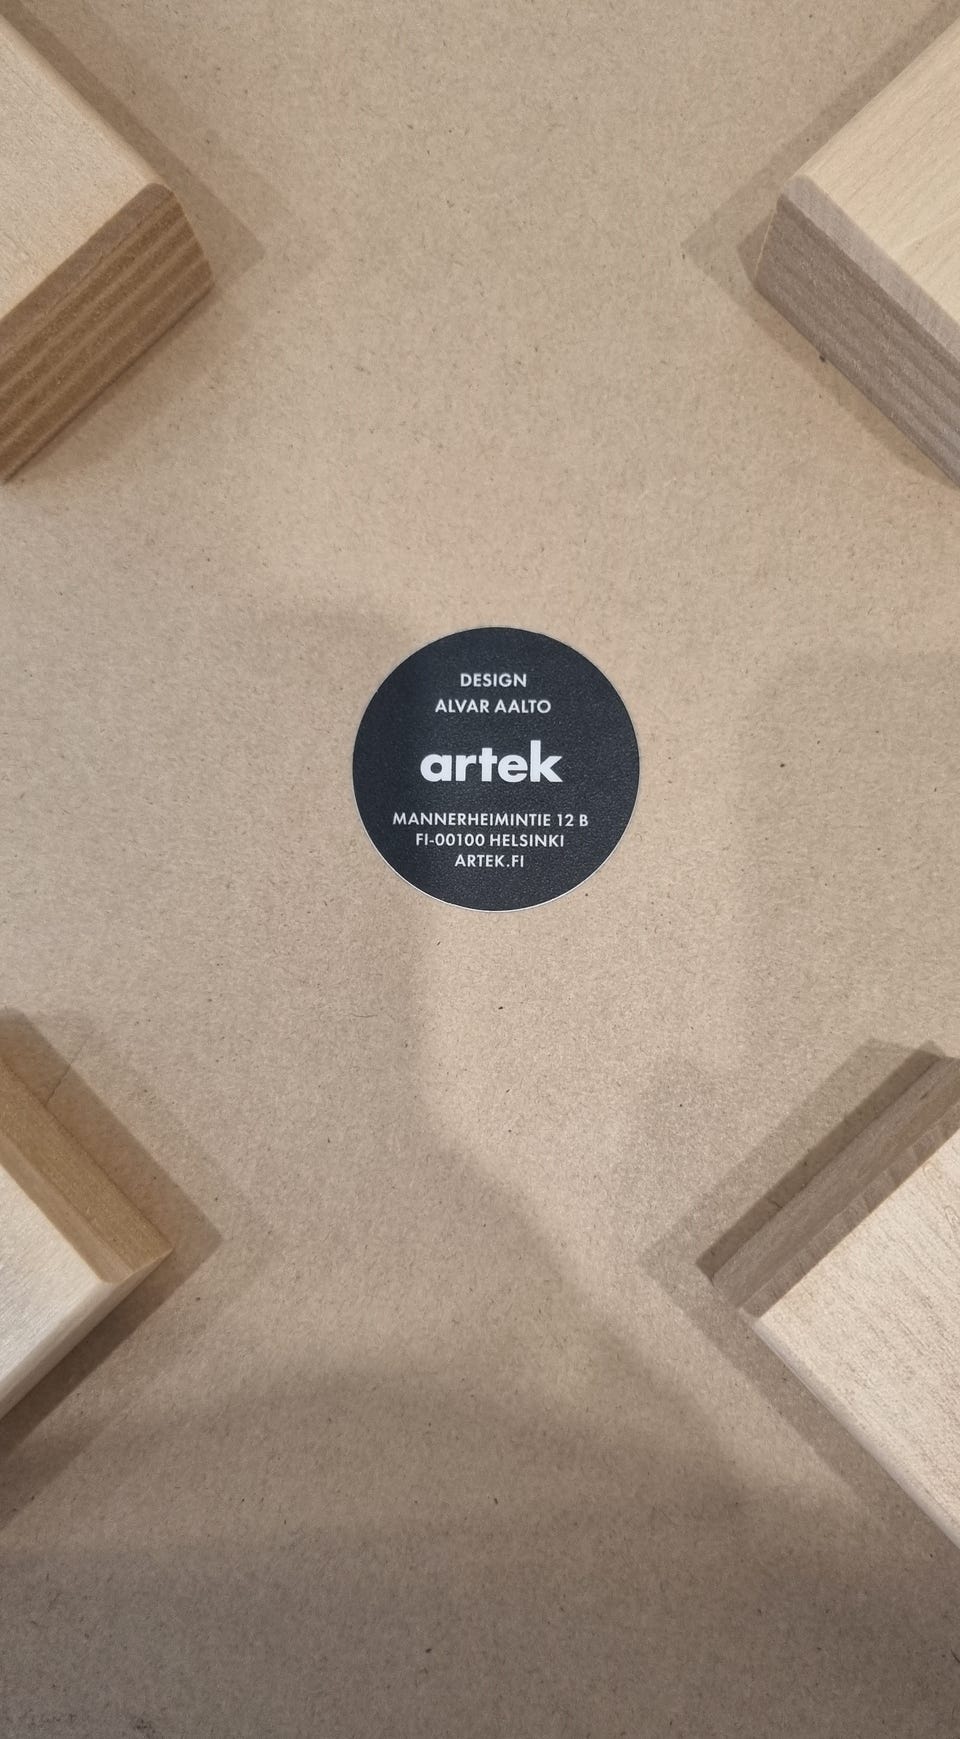 DESIGN
ALVAR AALTO
artek
MANNERHEIMINTIE 12 B
FI-00100 HELSINKI
ARTEK.FI